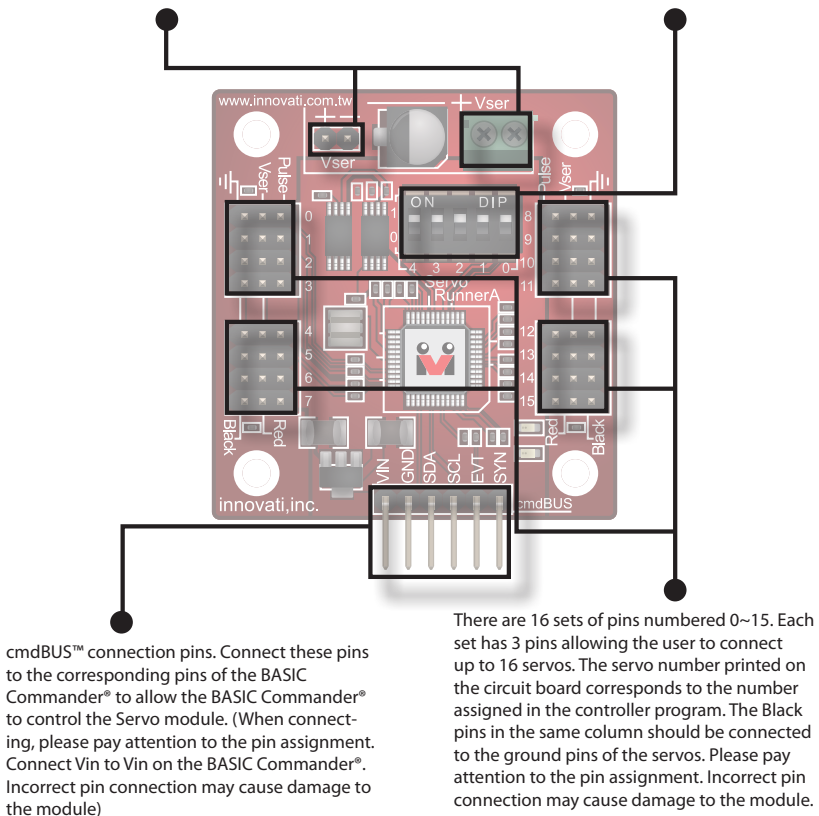 www.innovati.com.tw
+ Vser
+ −
Vser
Pulse
Vser
Pulse
Vser
ON DIP
1
0
4 3 2 1 0
0
1
2
3
8
9
10
11
Servo
RunnerA
4
5
6
7
12
13
14
15
Black
Red
Red
Black
VIN
GND
SDA
SCL
EVT
SYN
innovati,inc.
cmdBUS
cmdBUS™ connection pins. Connect these pins
to the corresponding pins of the BASIC
Commander® to allow the BASIC Commander®
to control the Servo module. (When connect-
ing, please pay attention to the pin assignment.
Connect Vin to Vin on the BASIC Commander®.
Incorrect pin connection may cause damage to
the module)
There are 16 sets of pins numbered 0~15. Each
set has 3 pins allowing the user to connect
up to 16 servos. The servo number printed on
the circuit board corresponds to the number
assigned in the controller program. The Black
pins in the same column should be connected
to the ground pins of the servos. Please pay
attention to the pin assignment. Incorrect pin
connection may cause damage to the module.